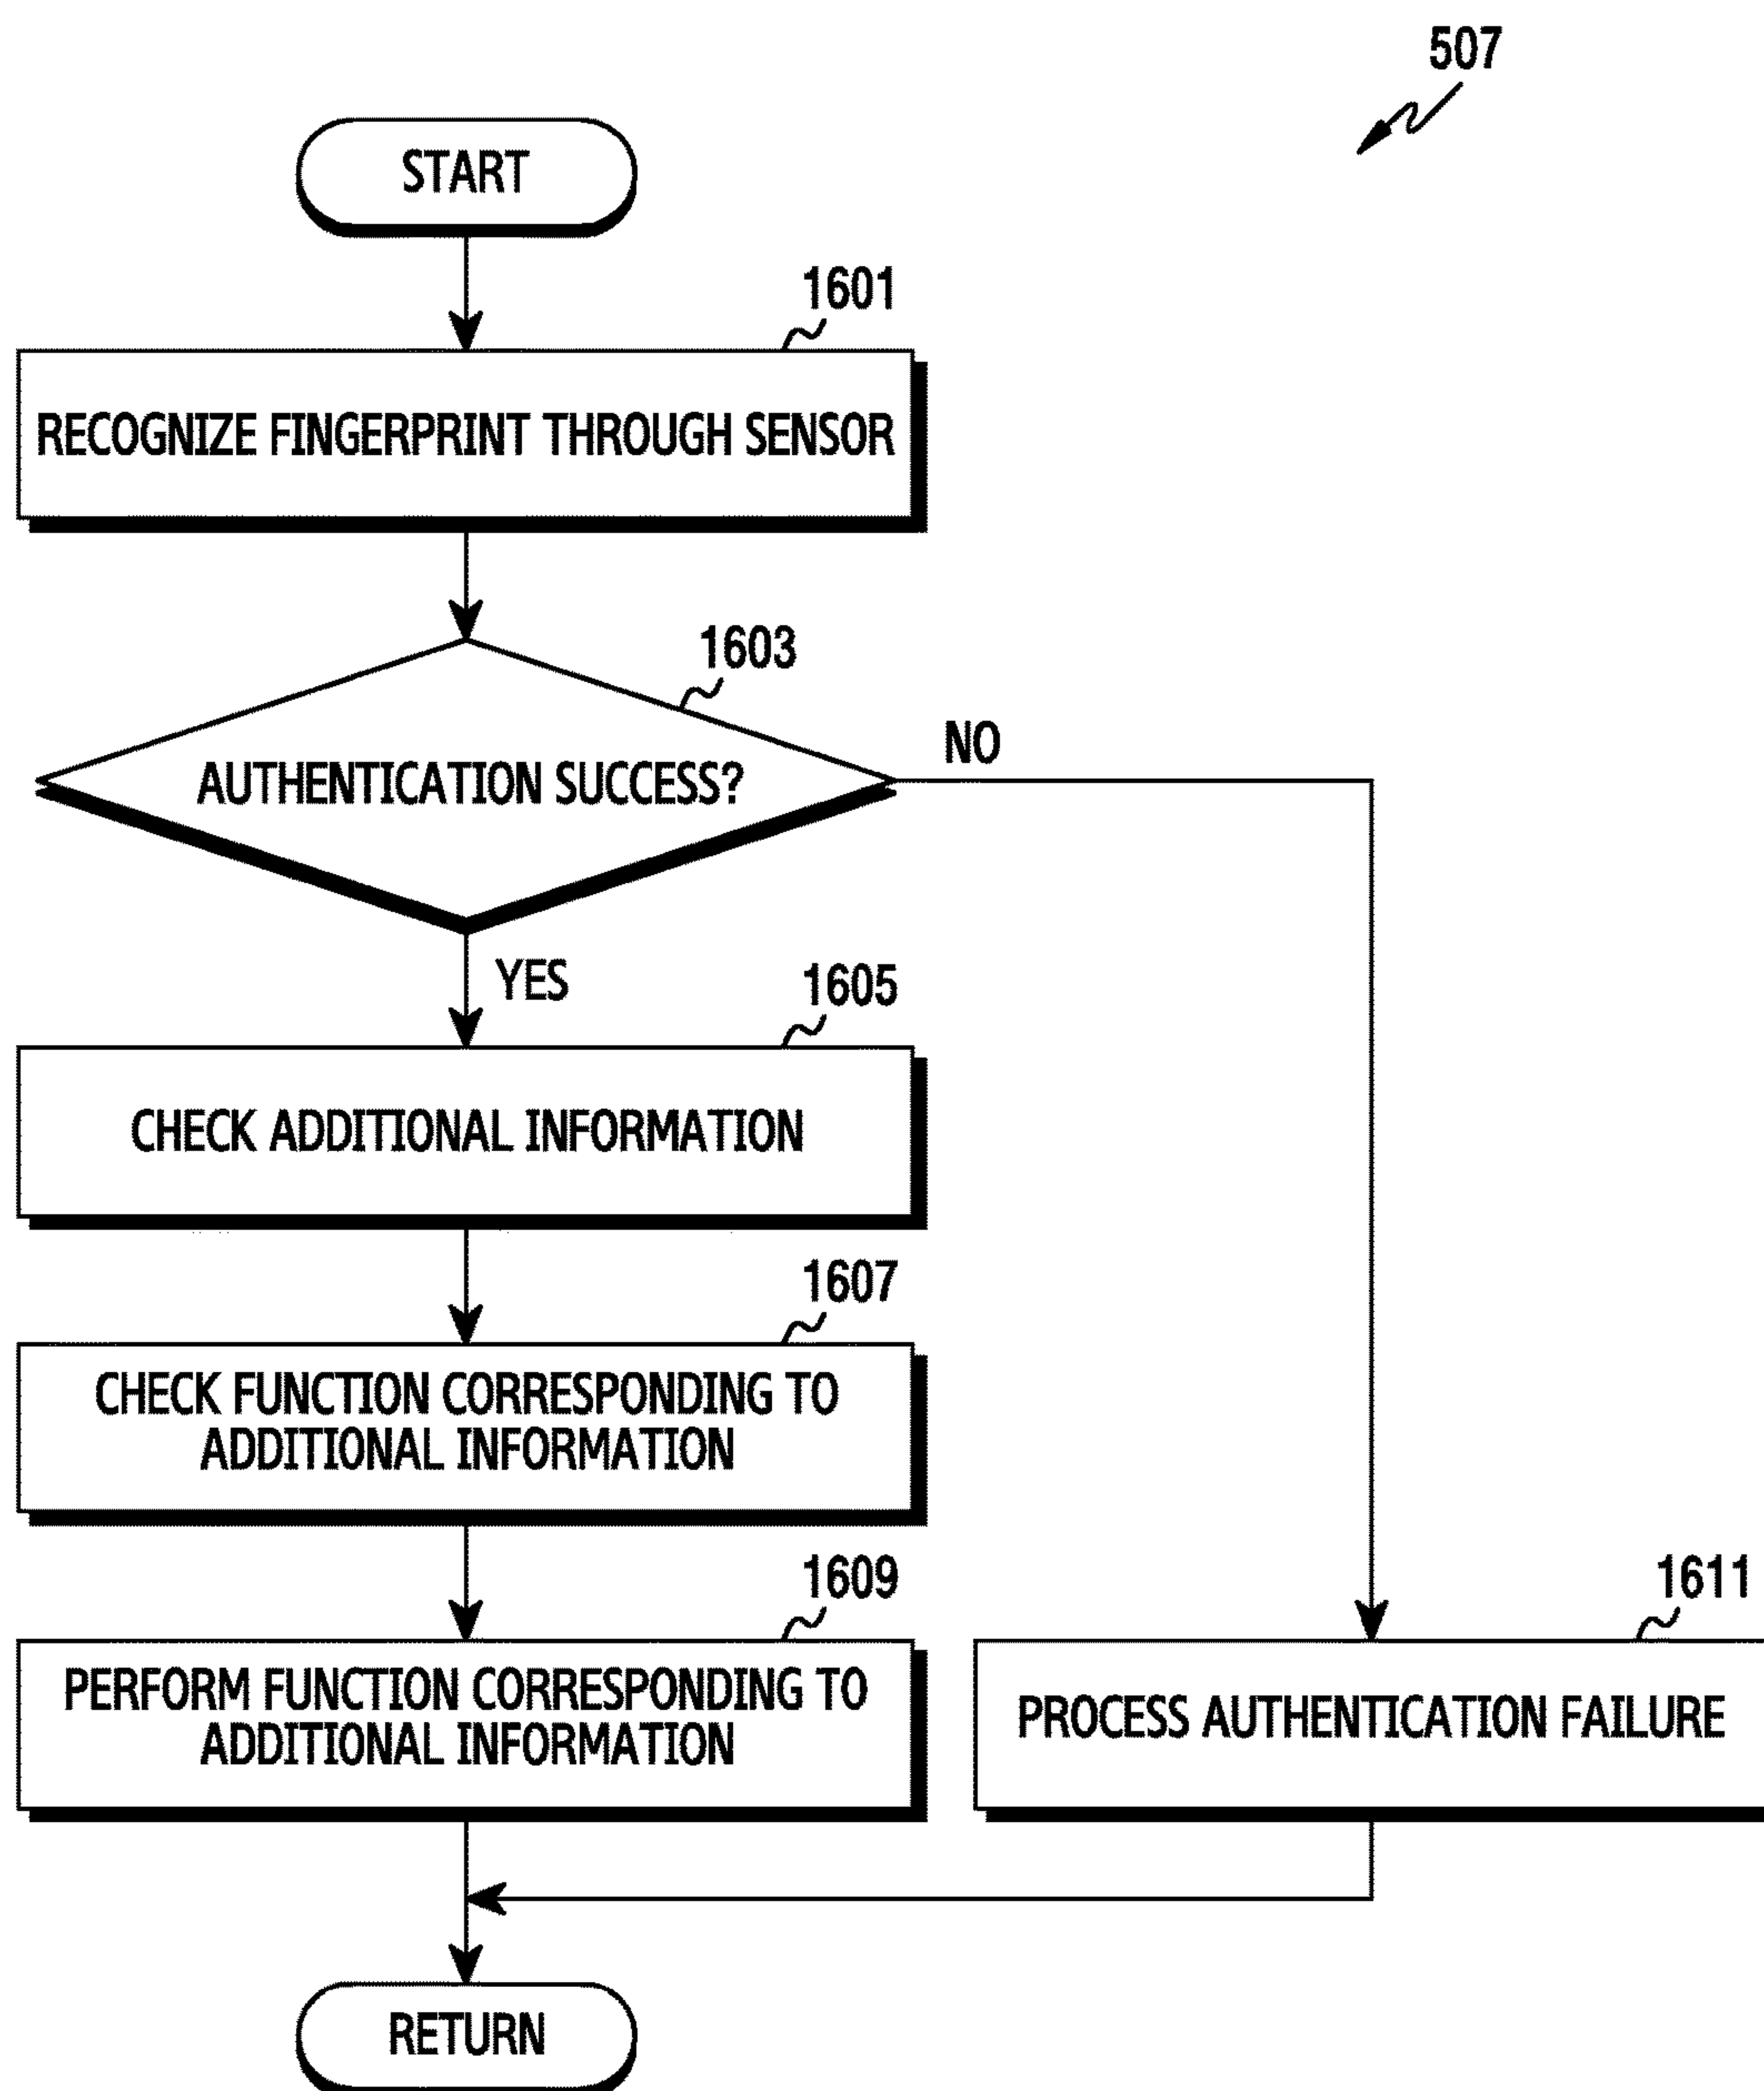 507
START
1601
RECOGNIZE FINGERPRINT THROUGH SENSOR
1603
AUTHENTICATION SUCCESS?
NO
YES
1605
CHECK ADDITIONAL INFORMATION
1607
CHECK FUNCTION CORRESPONDING TO
ADDITIONAL INFORMATION
1609
PERFORM FUNCTION CORRESPONDING TO
ADDITIONAL INFORMATION
1611
PROCESS AUTHENTICATION FAILURE
RETURN